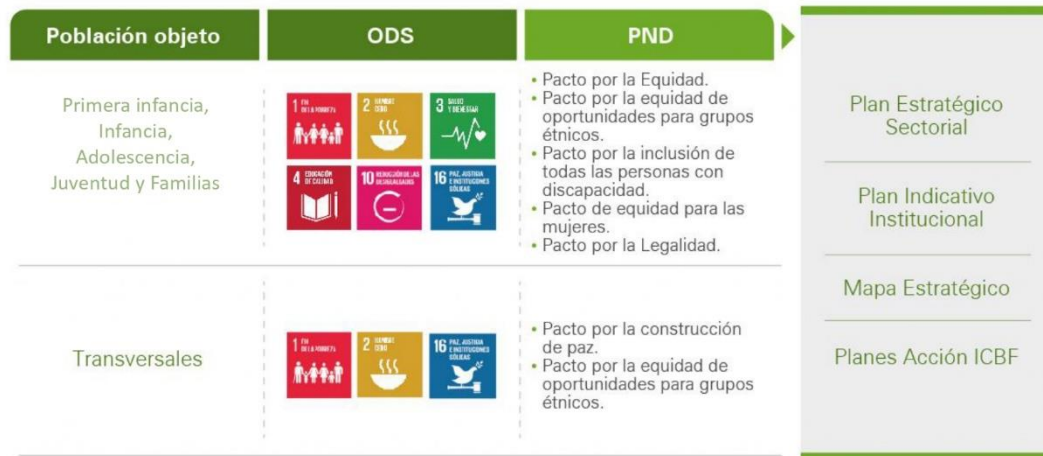 Población objeto
ODS
PND
Primera infancia,
Infancia,
Adolescencia,
Juventud y Familias
1 FIN
DE LA POBREZA
2 HAMBRE
CERO
3 SALUD
Y BIENESTAR
4 EDUCACIÓN
DE CALIDAD
10 REDUCCIÓN DE LAS
DESIGUALDADES
16 PAZ, JUSTICIA
E INSTITUCIONES
SÓLIDAS
• Pacto por la Equidad.
• Pacto por la equidad de
oportunidades para grupos
étnicos.
• Pacto por la inclusión de
todas las personas con
discapacidad.
• Pacto de equidad para las
mujeres.
• Pacto por la Legalidad.
Transversales
1 FIN
DE LA POBREZA
2 HAMBRE
CERO
16 PAZ, JUSTICIA
E INSTITUCIONES
SÓLIDAS
• Pacto por la construcción
de paz.
• Pacto por la equidad de
oportunidades para grupos
étnicos.
Plan Estratégico
Sectorial
Plan Indicativo
Institucional
Mapa Estratégico
Planes Acción ICBF